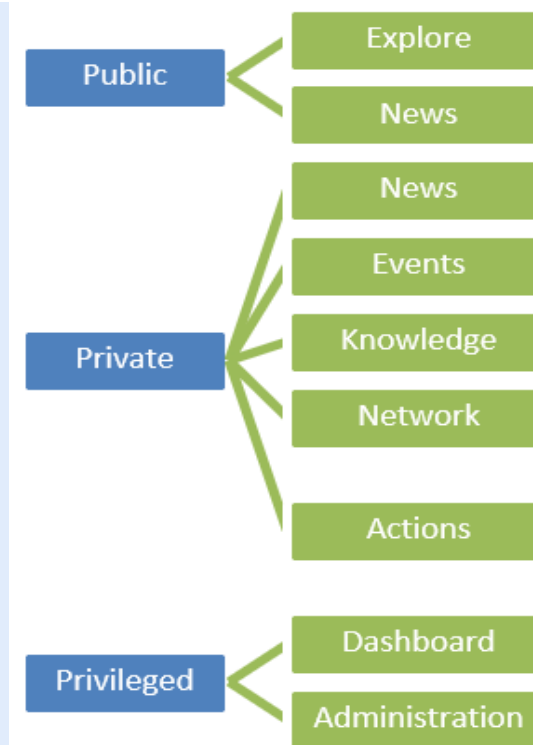 Public
Explore
News
Private
News
Events
Knowledge
Network
Actions
Privileged
Dashboard
Administration